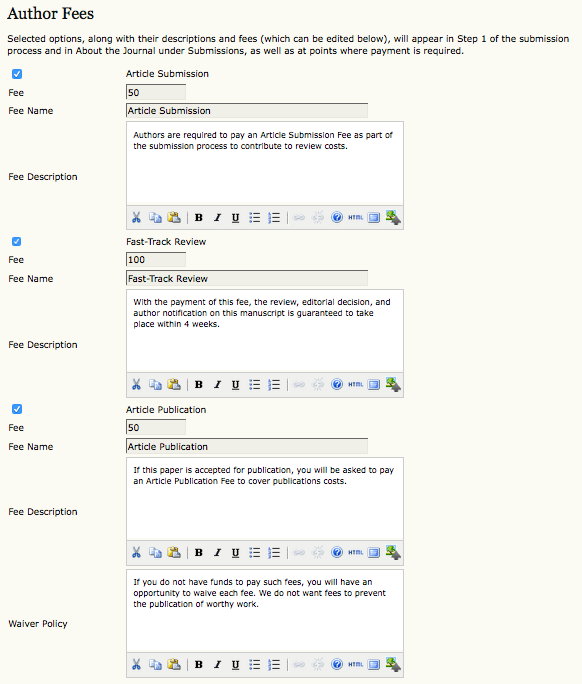 Author Fees
Selected options, along with their descriptions and fees (which can be edited below), will appear in Step 1 of the submission
process and in About the Journal under Submissions, as well as at points where payment is required.
Article Submission
Fee 50
Fee Name Article Submission
Authors are required to pay an Article Submission Fee as part of
the submission process to contribute to review costs.
Fee Description
B I U HTML
Fast-Track Review
Fee 100
Fee Name Fast-Track Review
With the payment of this fee, the review, editorial decision, and
author notification on this manuscript is guaranteed to take
place within 4 weeks.
Fee Description
B I U HTML
Article Publication
Fee 50
Fee Name Article Publication
If this paper is accepted for publication, you will be asked to pay
an Article Publication Fee to cover publications costs.
Fee Description
B I U HTML
If you do not have funds to pay such fees, you will have an
opportunity to waive each fee. We do not want fees to prevent
the publication of worthy work.
Waiver Policy
B I U HTML